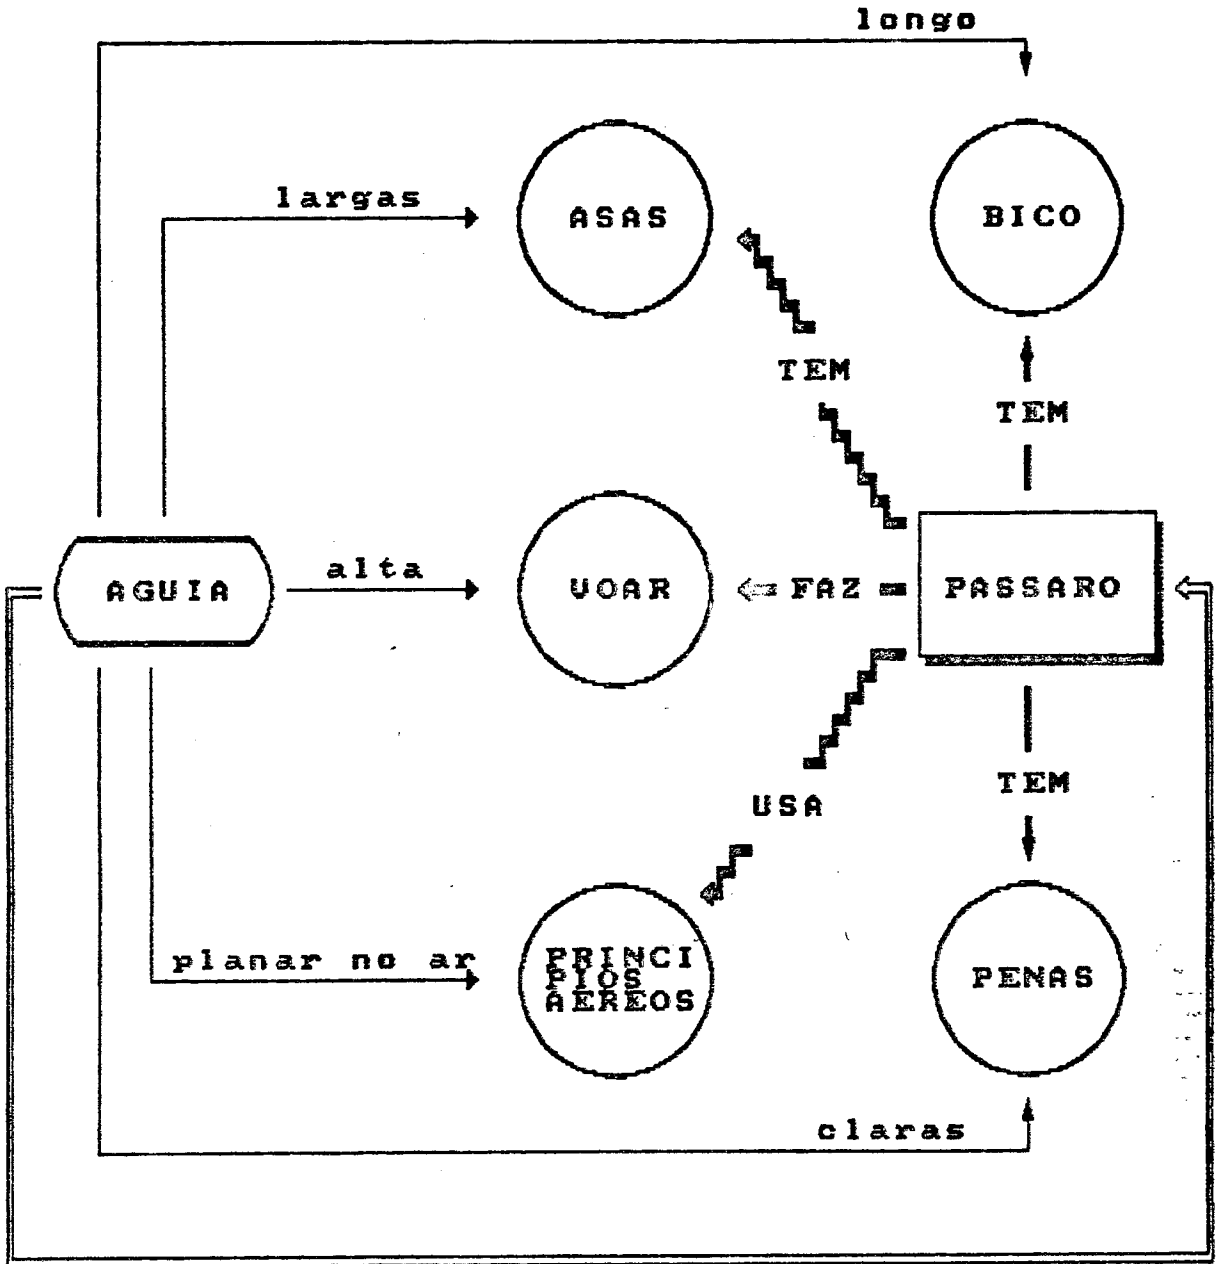 longo
largas
ASAS
BICO
TEM
TEM
AGUIA
alta
VOAR
FAZ
PASSARO
TEM
USA
planar no ar
PRINCI
PIOS
AEREOS
PENAS
claras